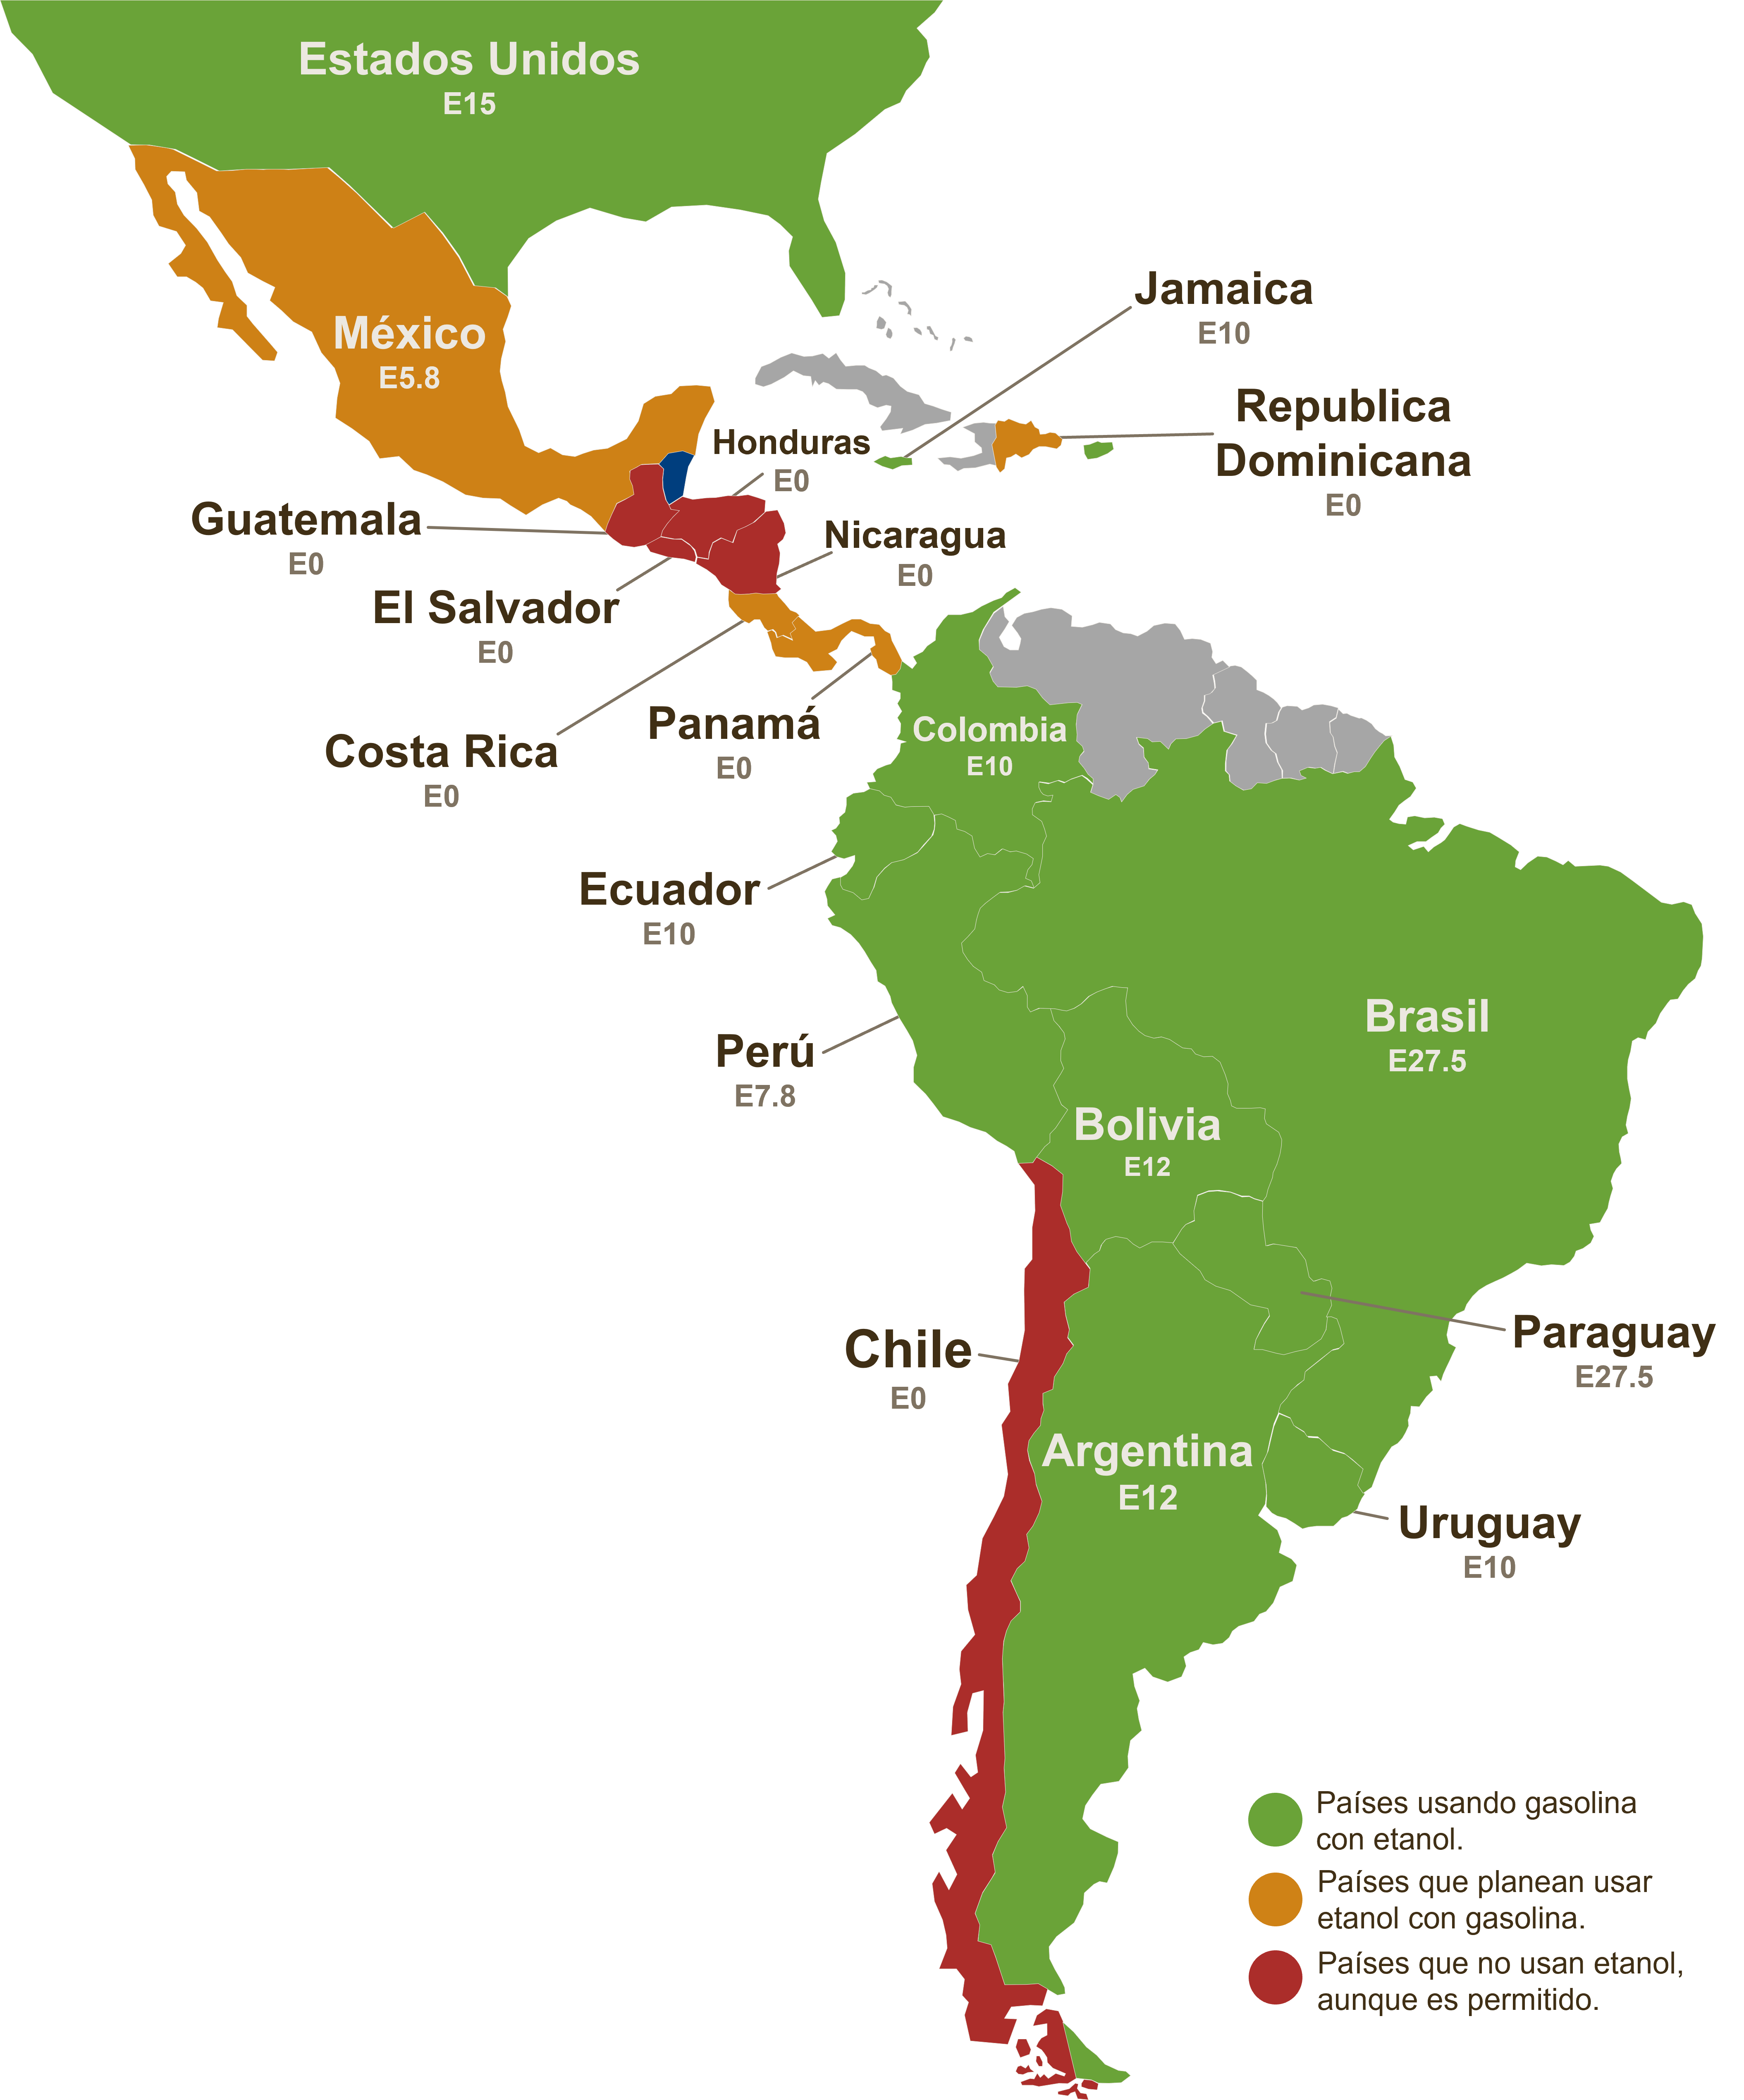 Estados Unidos
E15
México
E5.8
Jamaica
E10
Republica
Dominicana
E0
Honduras
E0
Guatemala
E0
Nicaragua
E0
El Salvador
E0
Costa Rica
E0
Panamá
E0
Colombia
E10
Ecuador
E10
Perú
E7.8
Brasil
E27.5
Bolivia
E12
Paraguay
E27.5
Chile
E0
Argentina
E12
Uruguay
E10
Países usando gasolina
con etanol.
Países que planean usar
etanol con gasolina.
Países que no usan etanol,
aunque es permitido.